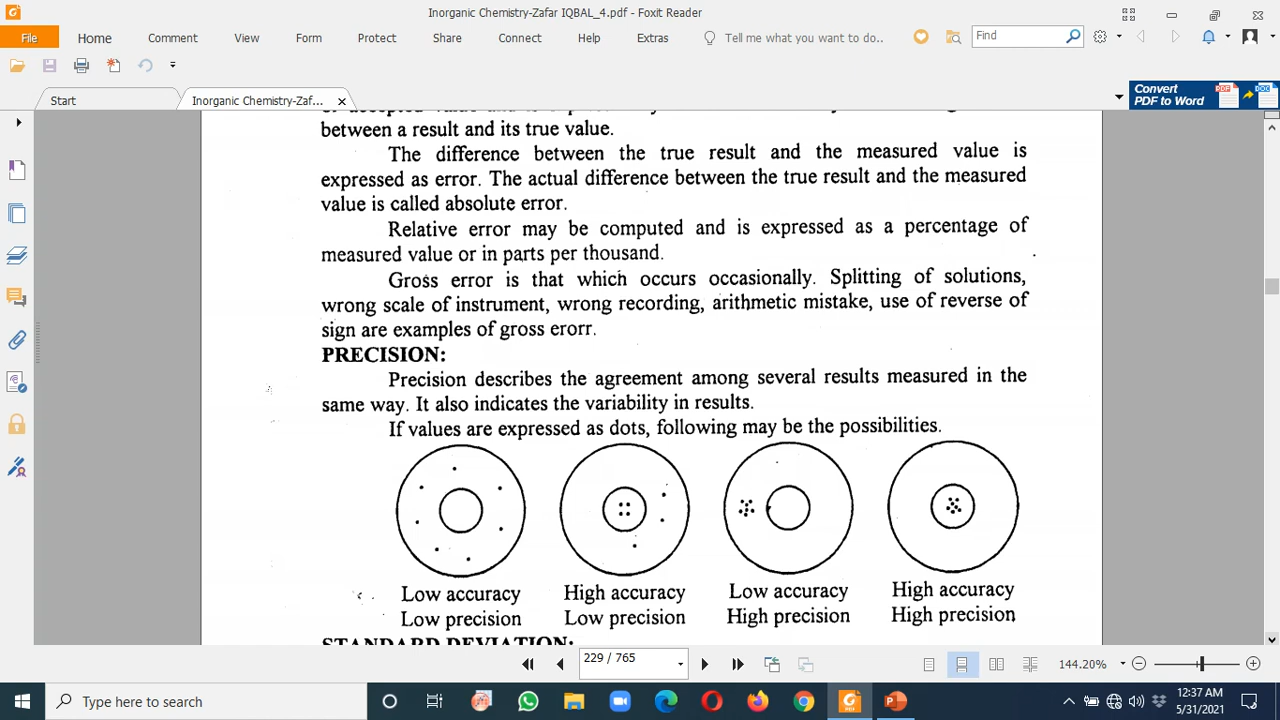 Inorganic Chemistry-Zafar IQBAL_4.pdf - Foxit Reader
File Home Comment View Form Protect Share Connect Help Extras Tell me what you want to do.. Find
Start Inorganic Chemistry-Zaf...
Convert
PDF to Word
between a result and its true value.
The difference between the true result and the measured value is
expressed as error. The actual difference between the true result and the measured
value is called absolute error.
Relative error may be computed and is expressed as a percentage of
measured value or in parts per thousand.
Gross error is that which occurs occasionally. Splitting of solutions,
wrong scale of instrument, wrong recording, arithmetic mistake, use of reverse of
sign are examples of gross erorr.
PRECISION:
Precision describes the agreement among several results measured in the
same way. It also indicates the variability in results.
If values are expressed as dots, following may be the possibilities.
Low accuracy High accuracy Low accuracy High accuracy
Low precision Low precision High precision High precision
STANDARD DEVIATION:
229 / 765
144.20%
Type here to search
12:37 AM
5/31/2021